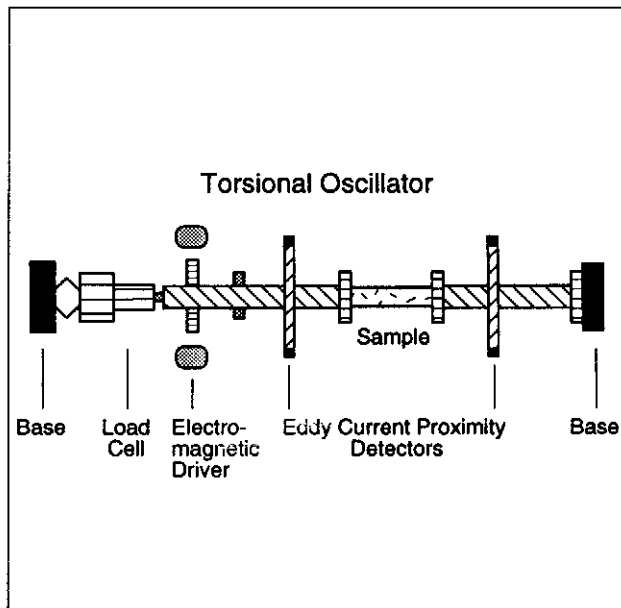 Torsional Oscillator
Sample
Base
Load
Cell
Electro-
magnetic
Driver
Eddy Current Proximity
Detectors
Base